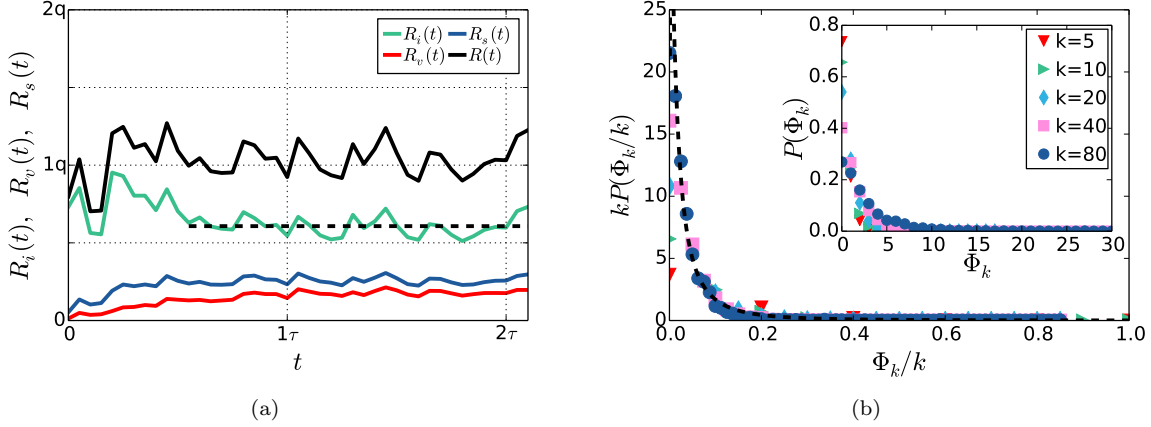 2q
1q
0
R_i(t), R_v(t), R_s(t)
R_i(t) R_s(t)
R_v(t) R(t)
0 1τ 2τ
t
(a)
25
20
15
10
5
0
kP(Φ_k/k)
0.0 0.2 0.4 0.6 0.8 1.0
Φ_k/k
0.8
0.6
0.4
0.2
0.0
P(Φ_k)
0 5 10 15 20 25 30
Φ_k
k=5
k=10
k=20
k=40
k=80
(b)